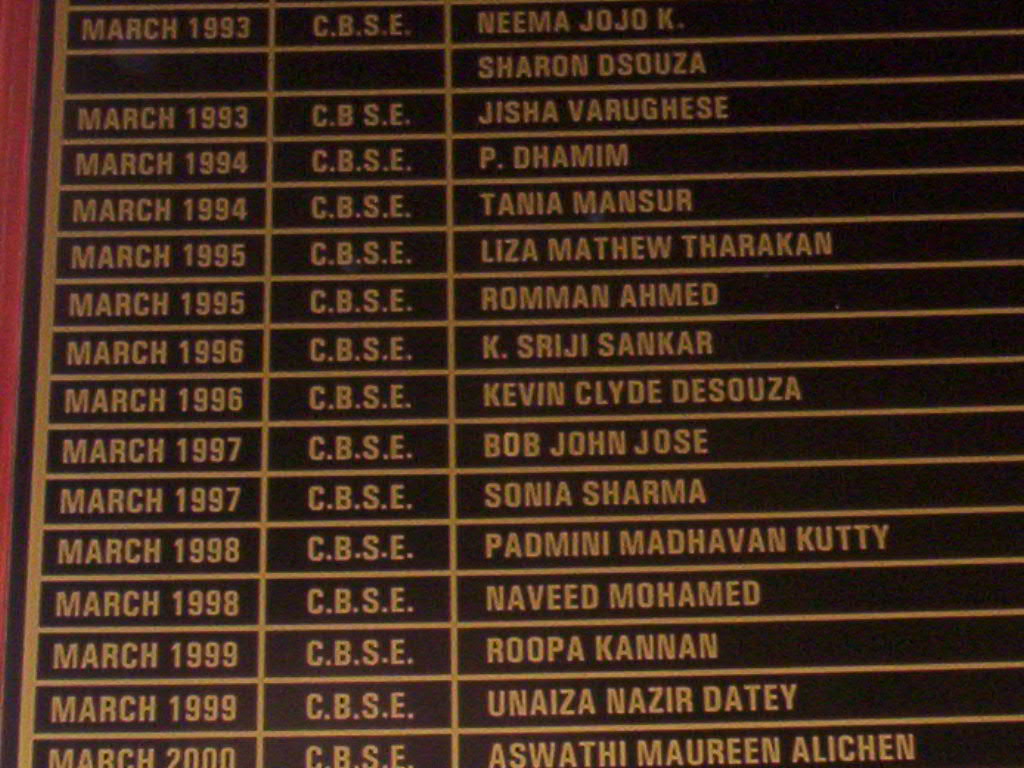 MARCH 1993 C.B.S.E. NEEMA JOJO K.
SHARON DSOUZA
MARCH 1993 C.B S.E. JISHA VARUGHESE
MARCH 1994 C.B.S.E. P. DHAMIM
MARCH 1994 C.B.S.E. TANIA MANSUR
MARCH 1995 C.B.S.E. LIZA MATHEW THARAKAN
MARCH 1995 C.B.S.E. ROMMAN AHMED
MARCH 1996 C.B.S.E. K. SRIJI SANKAR
MARCH 1996 C.B.S.E. KEVIN CLYDE DESOUZA
MARCH 1997 C.B.S.E. BOB JOHN JOSE
MARCH 1997 C.B.S.E. SONIA SHARMA
MARCH 1998 C.B.S.E. PADMINI MADHAVAN KUTTY
MARCH 1998 C.B.S.E. NAVEED MOHAMED
MARCH 1999 C.B.S.E. ROOPA KANNAN
MARCH 1999 C.B.S.E. UNAIZA NAZIR DATEY
MARCH 2000 C.B.S.E. ASWATHI MAUREEN ALICHEN